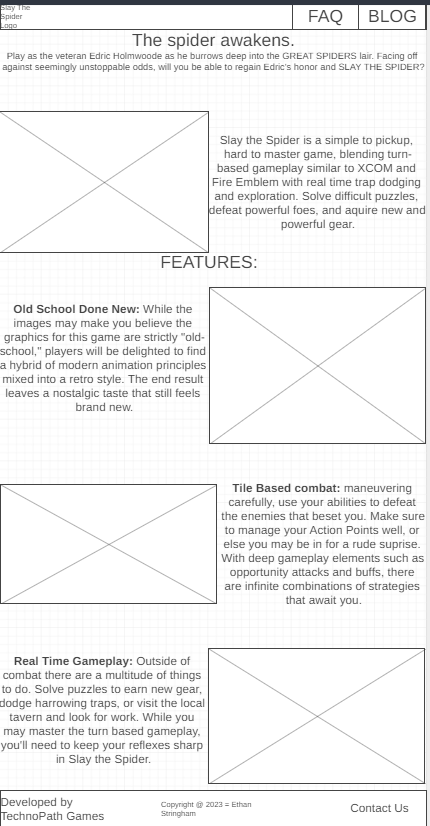 Slay The
Spider
Logo
FAQ
BLOG
The spider awakens.
Play as the veteran Edric Holmwoode as he burrows deep into the GREAT SPIDERS lair. Facing off
against seemingly unstoppable odds, will you be able to regain Edric's honor and SLAY THE SPIDER?
Slay the Spider is a simple to pickup,
hard to master game, blending turn-
based gameplay similar to XCOM and
Fire Emblem with real time trap dodging
and exploration. Solve difficult puzzles,
defeat powerful foes, and aquire new and
powerful gear.
FEATURES:
Old School Done New: While the
images may make you believe the
graphics for this game are strictly "old-
school," players will be delighted to find
a hybrid of modern animation principles
mixed into a retro style. The end result
leaves a nostalgic taste that still feels
brand new.
Tile Based combat: maneuvering
carefully, use your abilities to defeat
the enemies that beset you. Make sure
to manage your Action Points well, or
else you may be in for a rude suprise.
With deep gameplay elements such as
opportunity attacks and buffs, there
are infinite combinations of strategies
that await you.
Real Time Gameplay: Outside of
combat there are a multitude of things
to do. Solve puzzles to earn new gear,
dodge harrowing traps, or visit the local
tavern and look for work. While you
may master the turn based gameplay,
you'll need to keep your reflexes sharp
in Slay the Spider.
Developed by
TechnoPath Games
Copyright @ 2023 = Ethan
Stringham
Contact Us